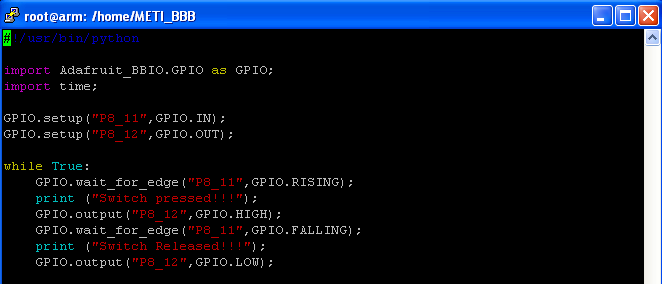 root@arm: /home/METI_BBB
#!/usr/bin/python
import Adafruit_BBIO.GPIO as GPIO;
import time;
GPIO.setup("P8_11",GPIO.IN);
GPIO.setup("P8_12",GPIO.OUT);
while True:
    GPIO.wait_for_edge("P8_11",GPIO.RISING);
    print ("Switch pressed!!!");
    GPIO.output("P8_12",GPIO.HIGH);
    GPIO.wait_for_edge("P8_11",GPIO.FALLING);
    print ("Switch Released!!!");
    GPIO.output("P8_12",GPIO.LOW);